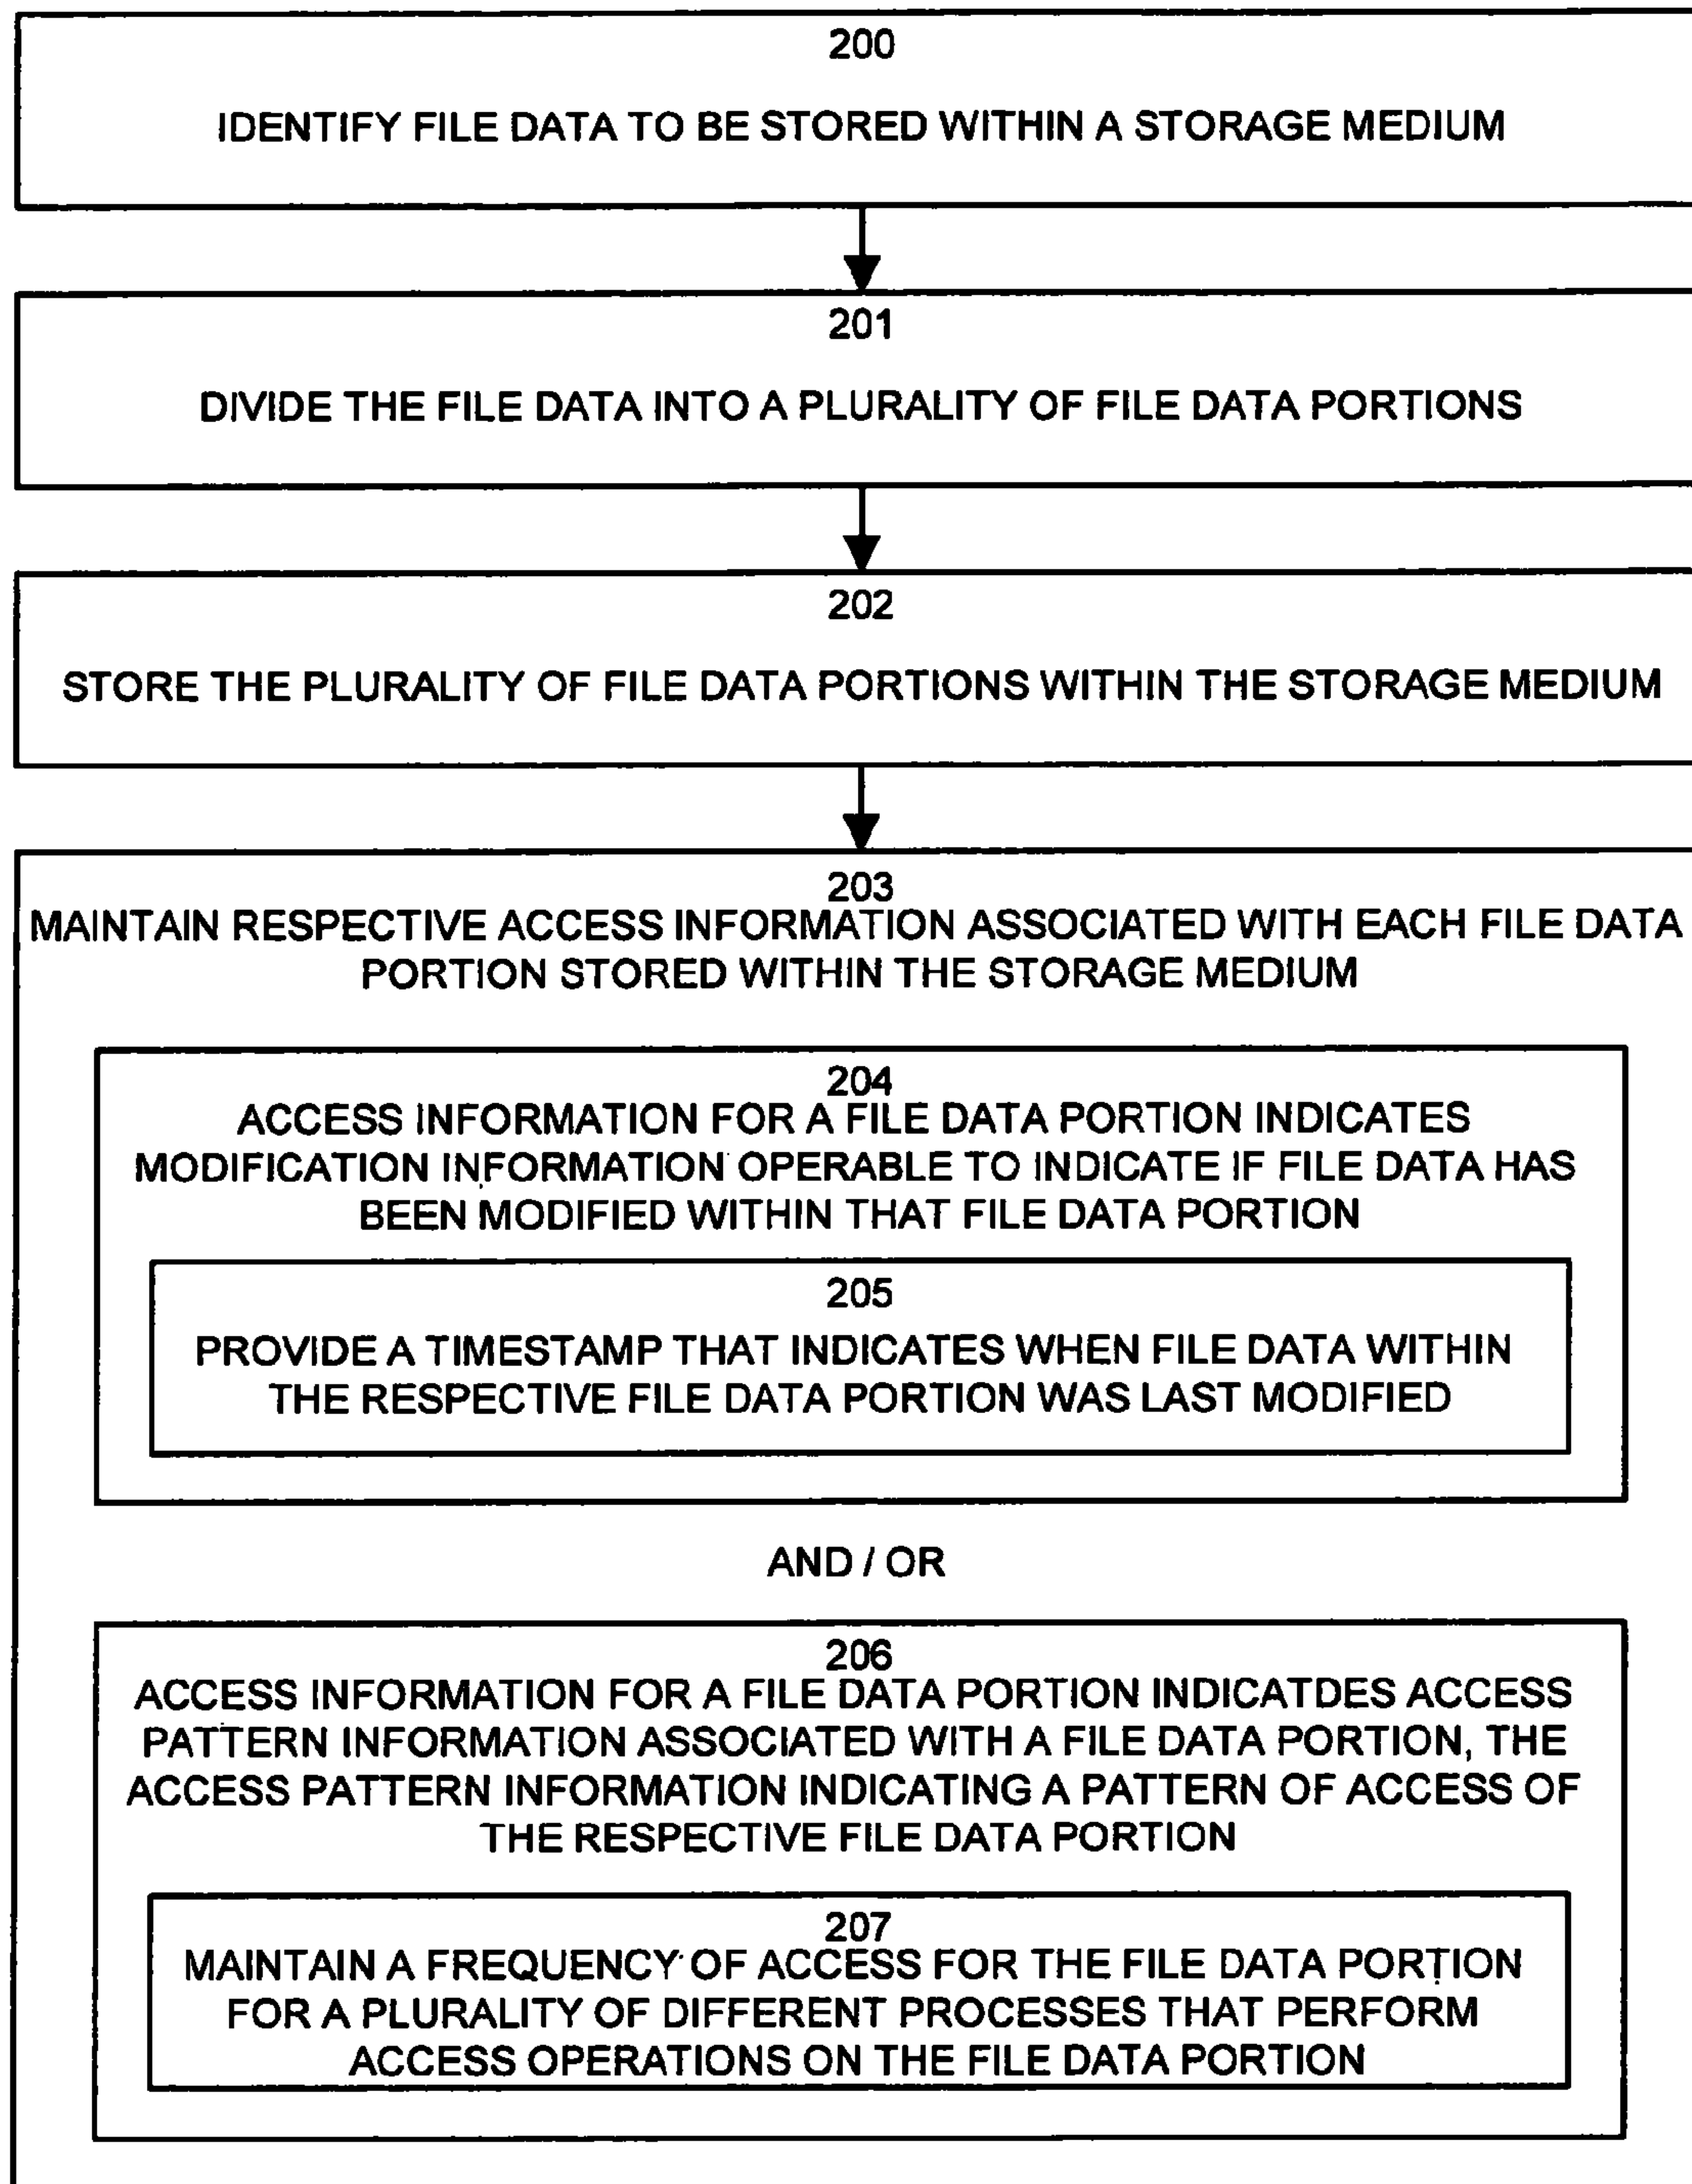 200
IDENTIFY FILE DATA TO BE STORED WITHIN A STORAGE MEDIUM
201
DIVIDE THE FILE DATA INTO A PLURALITY OF FILE DATA PORTIONS
202
STORE THE PLURALITY OF FILE DATA PORTIONS WITHIN THE STORAGE MEDIUM
203
MAINTAIN RESPECTIVE ACCESS INFORMATION ASSOCIATED WITH EACH FILE DATA
PORTION STORED WITHIN THE STORAGE MEDIUM
204
ACCESS INFORMATION FOR A FILE DATA PORTION INDICATES
MODIFICATION INFORMATION OPERABLE TO INDICATE IF FILE DATA HAS
BEEN MODIFIED WITHIN THAT FILE DATA PORTION
205
PROVIDE A TIMESTAMP THAT INDICATES WHEN FILE DATA WITHIN
THE RESPECTIVE FILE DATA PORTION WAS LAST MODIFIED
AND / OR
206
ACCESS INFORMATION FOR A FILE DATA PORTION INDICATDES ACCESS
PATTERN INFORMATION ASSOCIATED WITH A FILE DATA PORTION, THE
ACCESS PATTERN INFORMATION INDICATING A PATTERN OF ACCESS OF
THE RESPECTIVE FILE DATA PORTION
207
MAINTAIN A FREQUENCY OF ACCESS FOR THE FILE DATA PORTION
FOR A PLURALITY OF DIFFERENT PROCESSES THAT PERFORM
ACCESS OPERATIONS ON THE FILE DATA PORTION